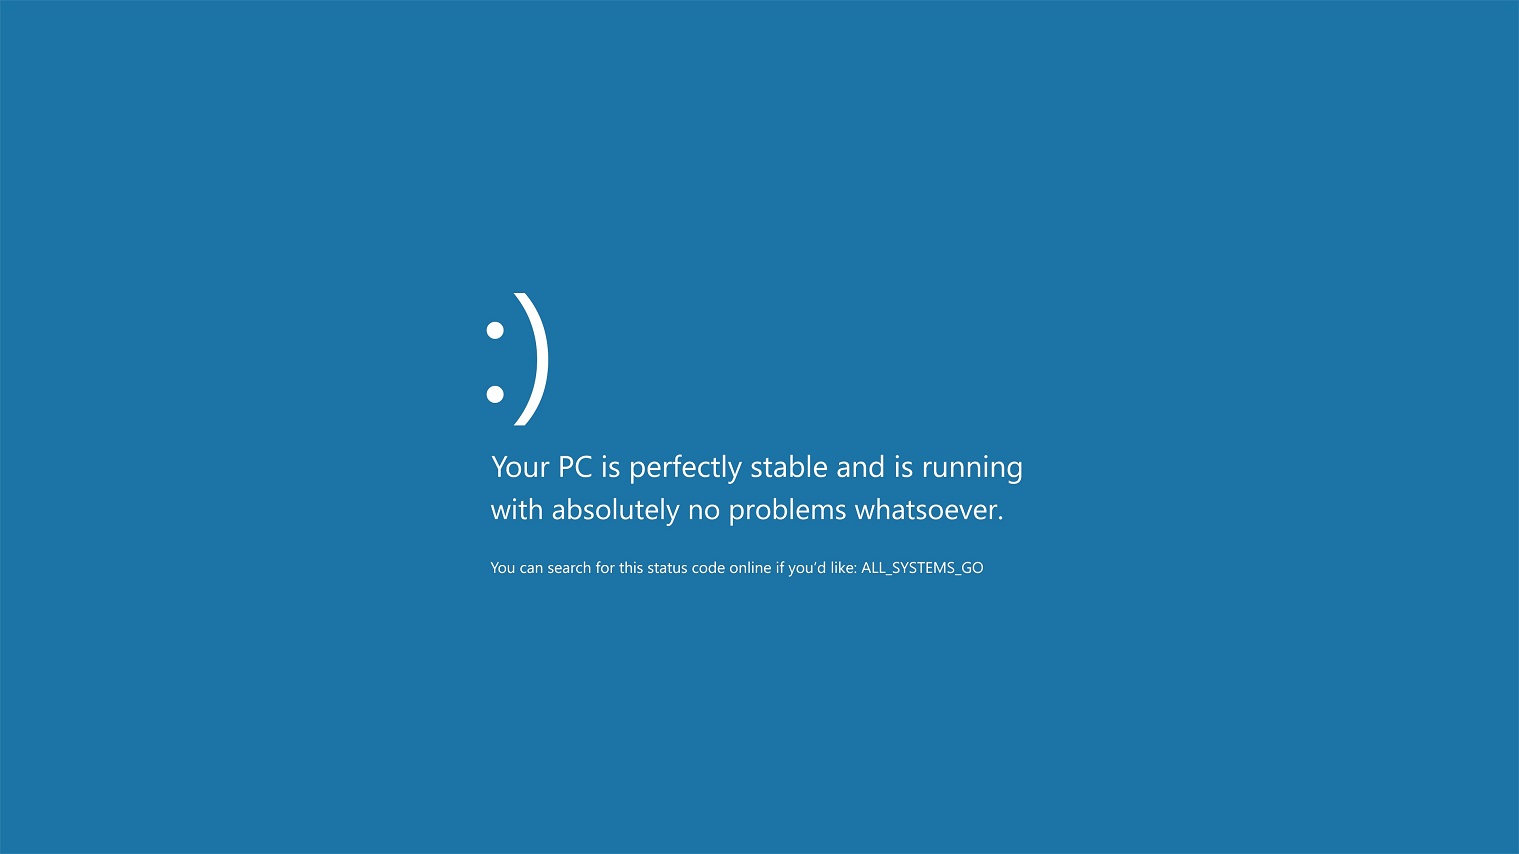 :)
Your PC is perfectly stable and is running
with absolutely no problems whatsoever.
You can search for this status code online if you'd like: ALL_SYSTEMS_GO